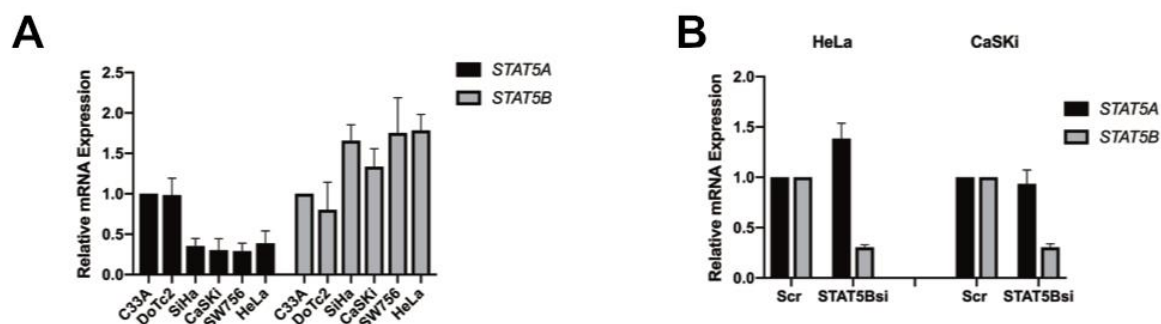 A
Relative mRNA Expression
2.5
2.0
1.5
1.0
0.5
0.0
C33A
DoTc2
SiHa
CaSKi
SW756
HeLa
C33A
DoTc2
SiHa
CaSKi
SW756
HeLa
STAT5A
STAT5B
B
HeLa
CaSKi
Relative mRNA Expression
2.0
1.5
1.0
0.5
0.0
Scr
STAT5Bsi
Scr
STAT5Bsi
STAT5A
STAT5B